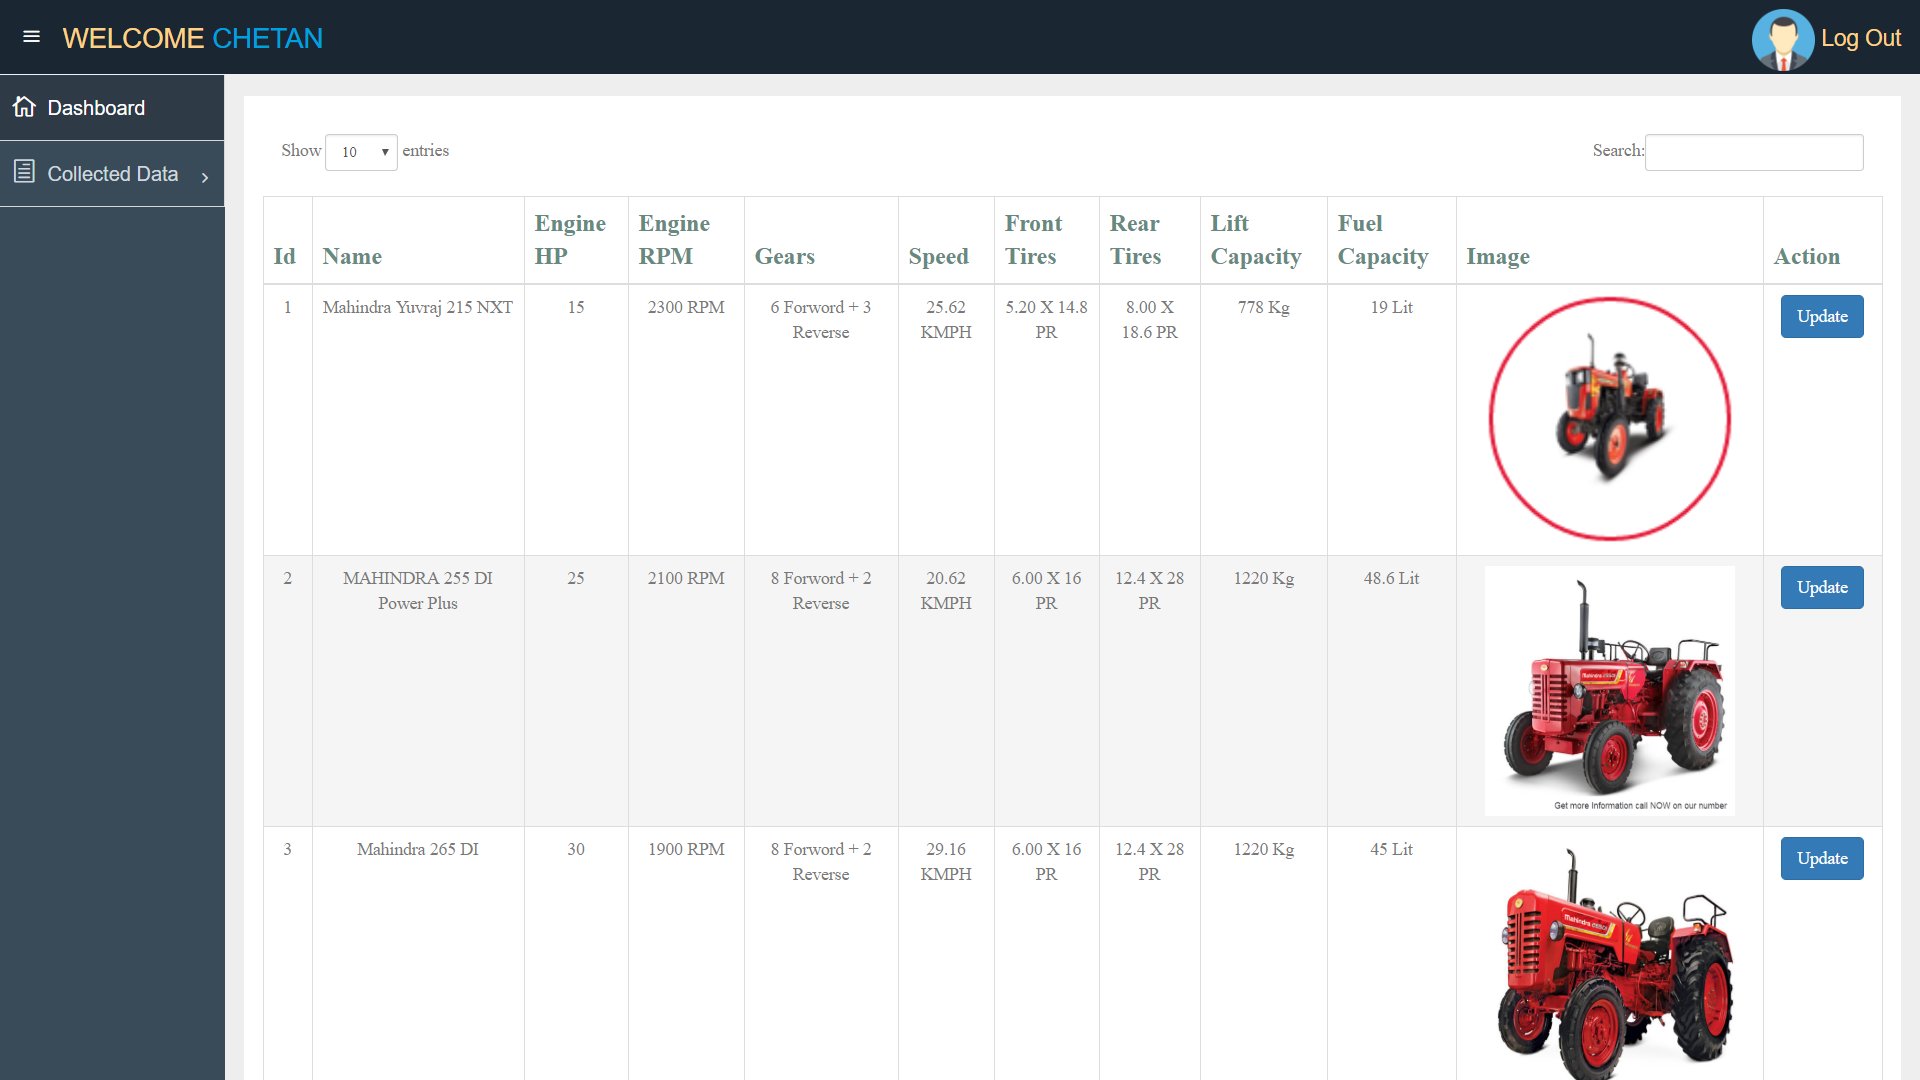 WELCOME CHETAN
Log Out
Dashboard
Collected Data
Show 10 entries
Search:
Id Name Engine HP Engine RPM Gears Speed Front Tires Rear Tires Lift Capacity Fuel Capacity Image Action
1 Mahindra Yuvraj 215 NXT 15 2300 RPM 6 Forword + 3 Reverse 25.62 KMPH 5.20 X 14.8 PR 8.00 X 18.6 PR 778 Kg 19 Lit Update
2 MAHINDRA 255 DI Power Plus 25 2100 RPM 8 Forword + 2 Reverse 20.62 KMPH 6.00 X 16 PR 12.4 X 28 PR 1220 Kg 48.6 Lit Update
Get more Information call NOW on our number
3 Mahindra 265 DI 30 1900 RPM 8 Forword + 2 Reverse 29.16 KMPH 6.00 X 16 PR 12.4 X 28 PR 1220 Kg 45 Lit Update
Mahindra